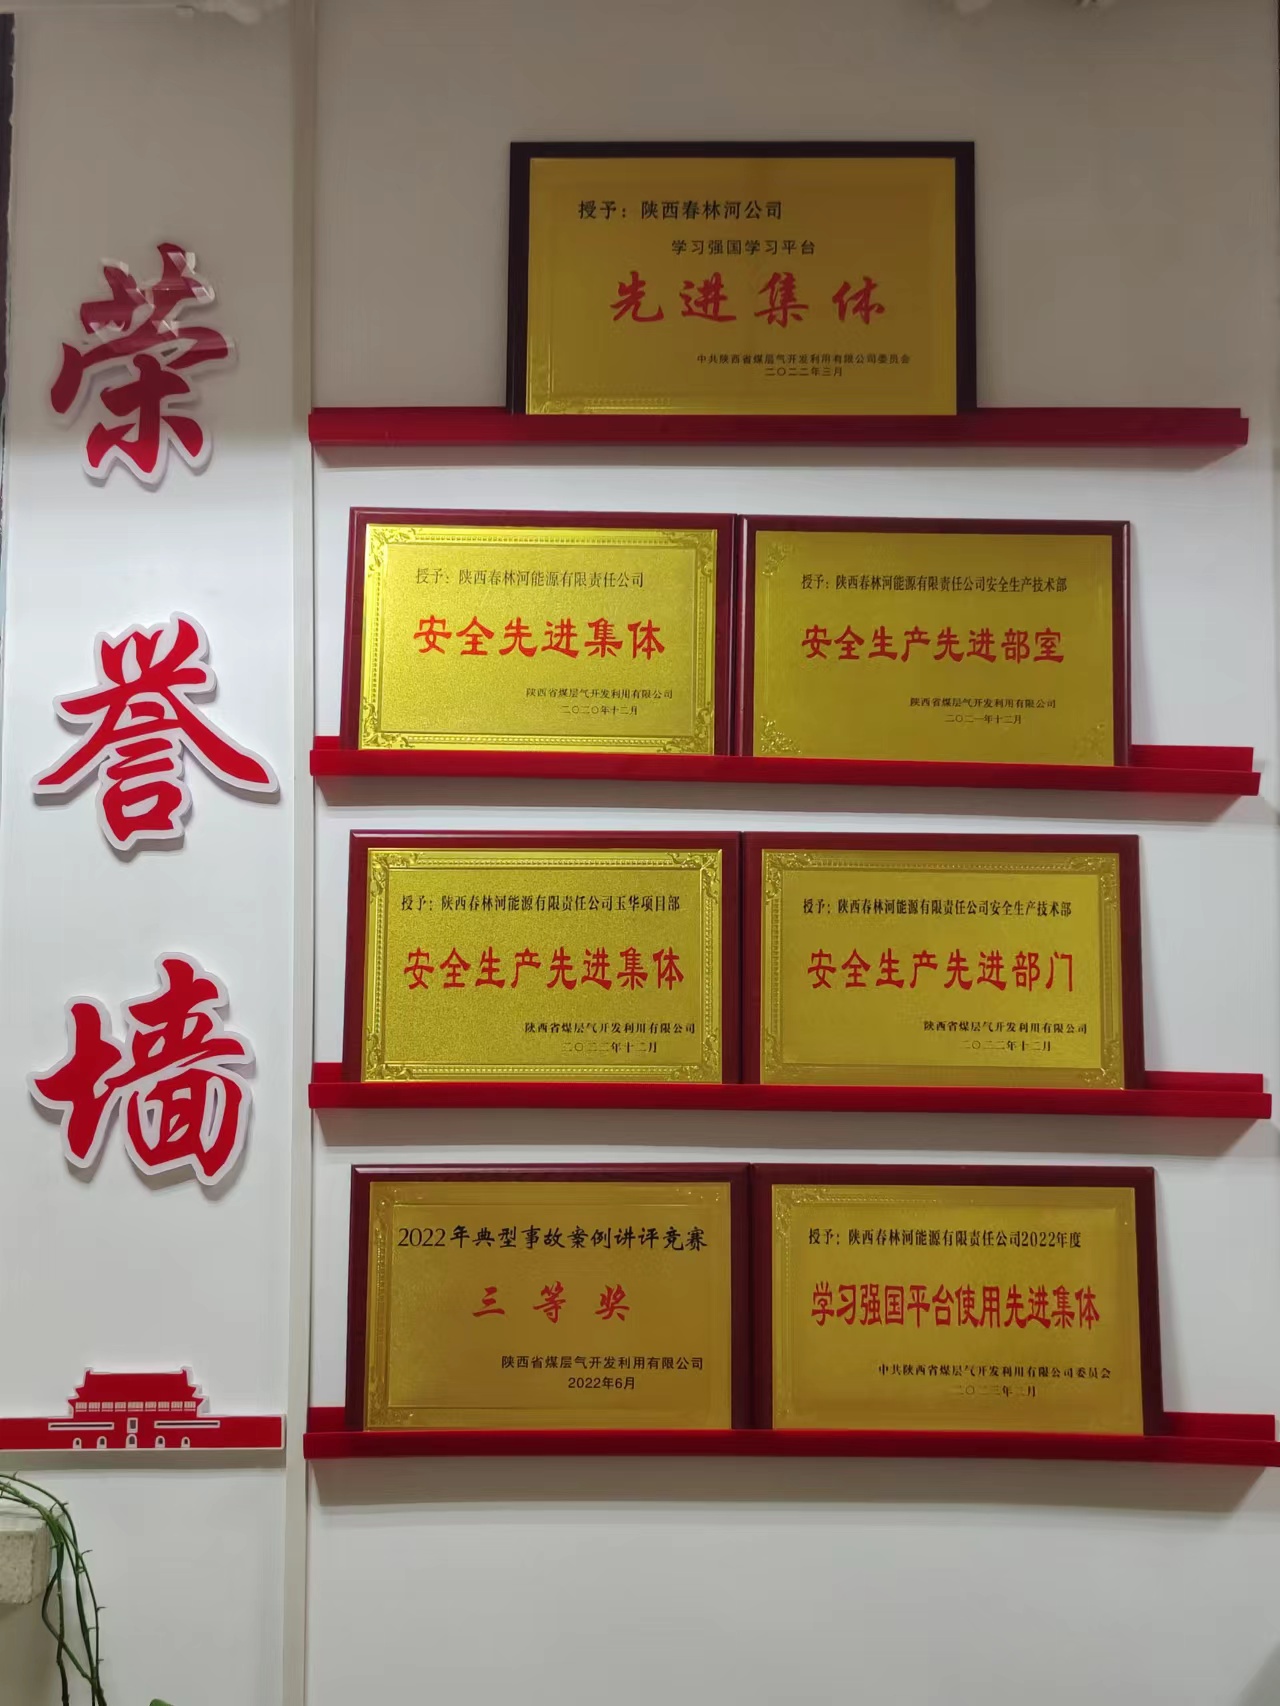 荣
誉
墙
授予：陕西春林河公司
学习强国学习平台
先进集体
中共陕西省煤层气开发利用有限公司委员会
二〇二二年三月
授予：陕西春林河能源有限责任公司
安全先进集体
陕西省煤层气开发利用有限公司
二〇二〇年十二月
授予：陕西春林河能源有限责任公司安全生产技术部
安全生产先进部室
陕西省煤层气开发利用有限公司
二〇二一年十二月
授予：陕西春林河能源有限责任公司玉华项目部
安全生产先进集体
陕西省煤层气开发利用有限公司
二〇二二年十二月
授予：陕西春林河能源有限责任公司安全生产技术部
安全生产先进部门
陕西省煤层气开发利用有限公司
二〇二二年十二月
2022年典型事故案例讲评竞赛
三等奖
陕西省煤层气开发利用有限公司
2022年6月
授予：陕西春林河能源有限责任公司2022年度
学习强国平台使用先进集体
中共陕西省煤层气开发利用有限公司委员会
二〇二三年二月